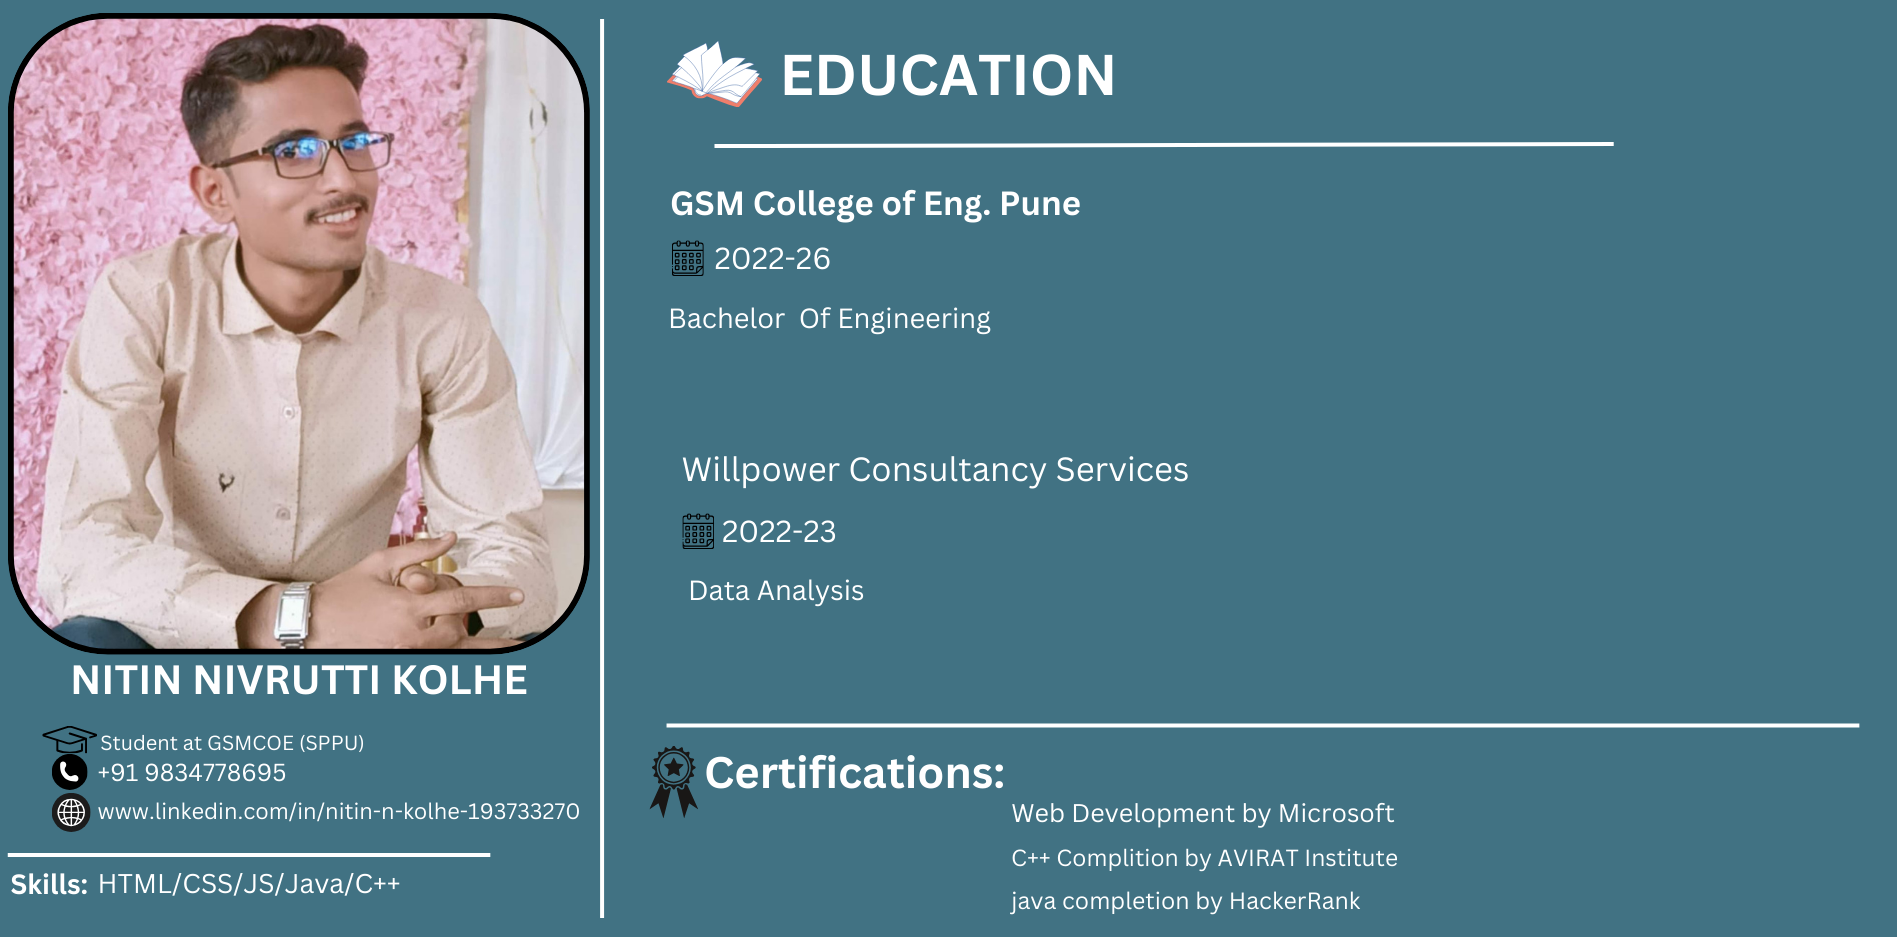 NITIN NIVRUTTI KOLHE
Student at GSMCOE (SPPU)
+91 9834778695
www.linkedin.com/in/nitin-n-kolhe-193733270
Skills: HTML/CSS/JS/Java/C++
EDUCATION
GSM College of Eng. Pune
2022-26
Bachelor Of Engineering
Willpower Consultancy Services
2022-23
Data Analysis
Certifications:
Web Development by Microsoft
C++ Complition by AVIRAT Institute
java completion by HackerRank